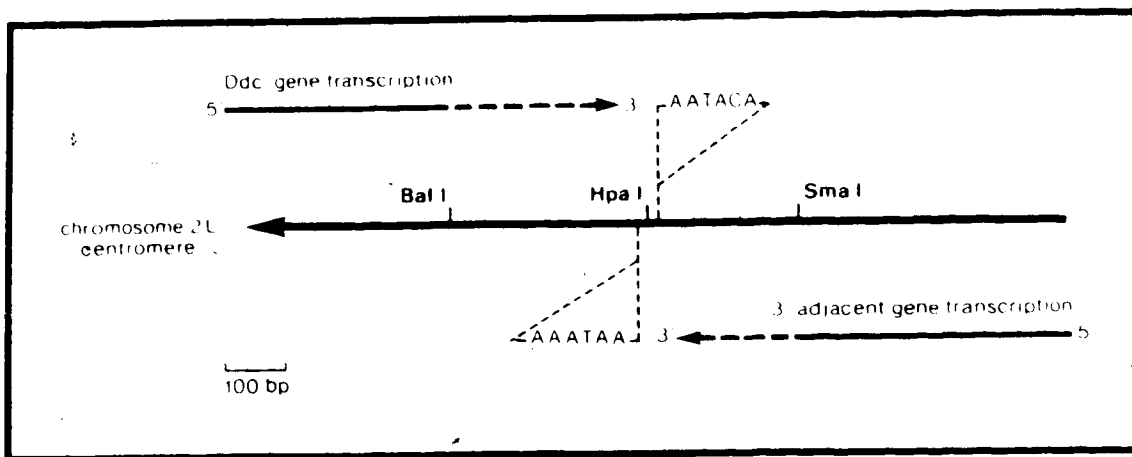 Ddc gene transcription
5' 3' AATACA
Bal I Hpa I Sma I
chromosome 2L
centromere
3' adjacent gene transcription
AAATAA 3' 5'
100 bp